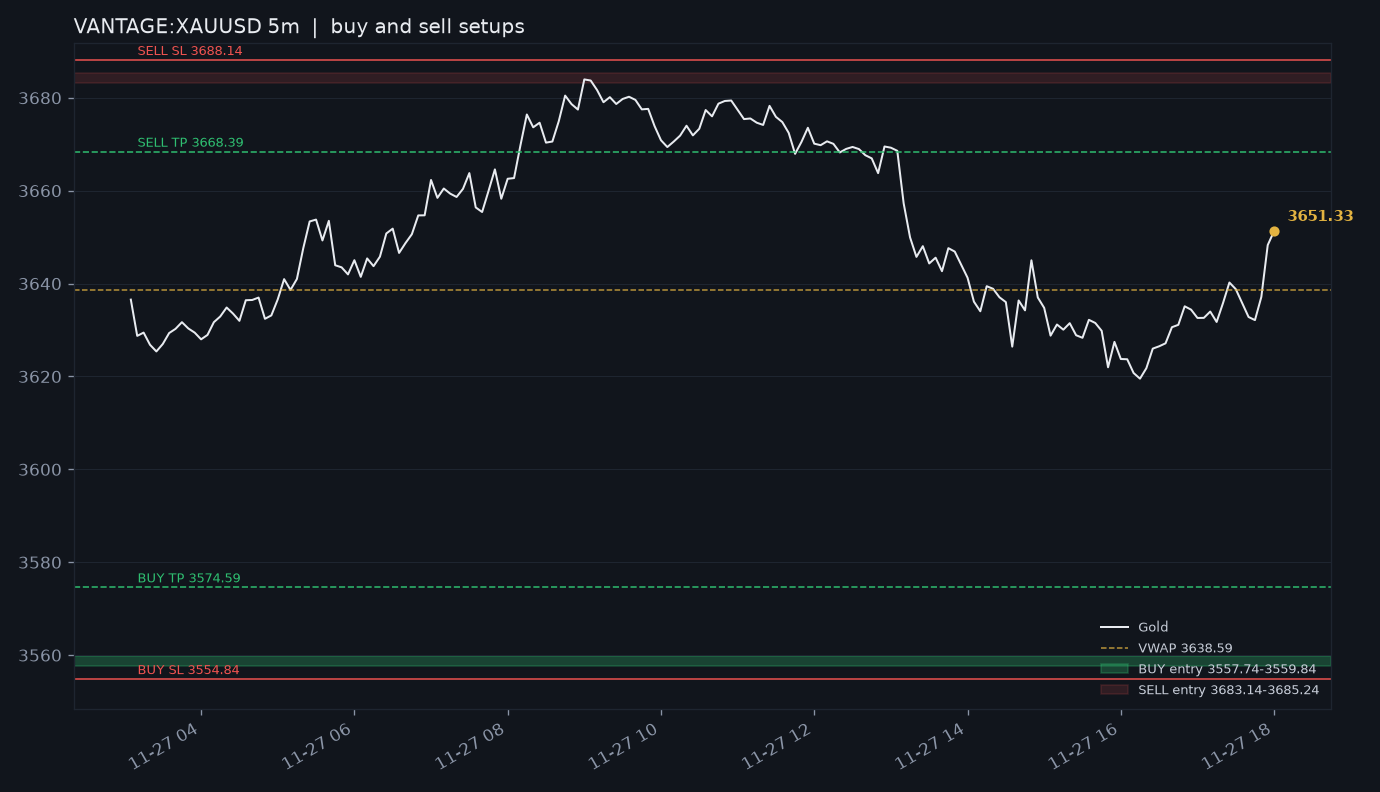 VANTAGE:XAUUSD 5m | buy and sell setups
SELL SL 3688.14
3680
SELL TP 3668.39
3660
3651.33
3640
3620
3600
3580
BUY TP 3574.59
3560
BUY SL 3554.84
Gold
VWAP 3638.59
BUY entry 3557.74-3559.84
SELL entry 3683.14-3685.24
11-27 04
11-27 06
11-27 08
11-27 10
11-27 12
11-27 14
11-27 16
11-27 18